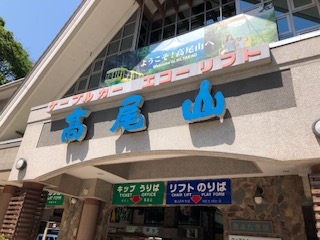 ようこそ!高尾山へ
ケーブルカー エコーリフト
高尾山
キップうりば
TICKET OFFICE
リフトのりば
CHAIR LIFT PLAT FOME